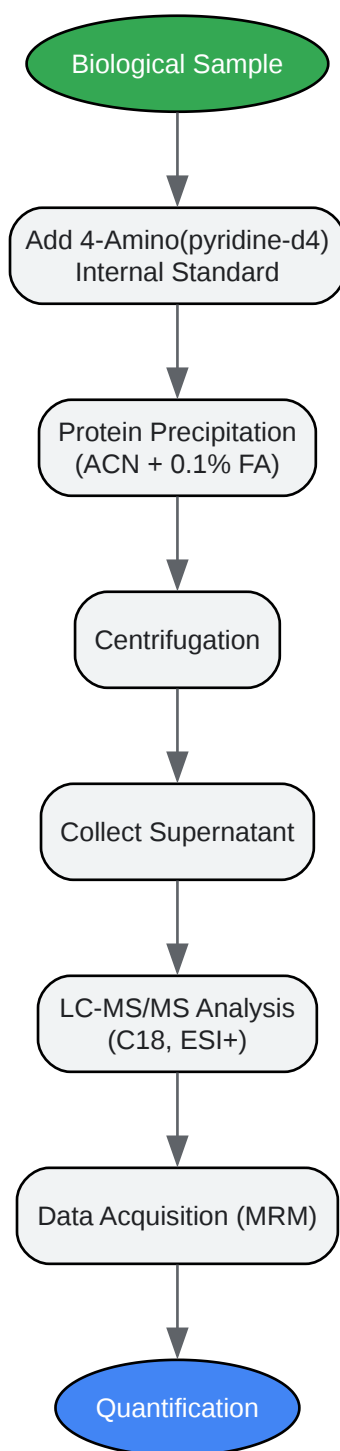 Biological Sample
Add 4-Amino(pyridine-d4)
Internal Standard
Protein Precipitation
(ACN + 0.1% FA)
Centrifugation
Collect Supernatant
LC-MS/MS Analysis
(C18, ESI+)
Data Acquisition (MRM)
Quantification